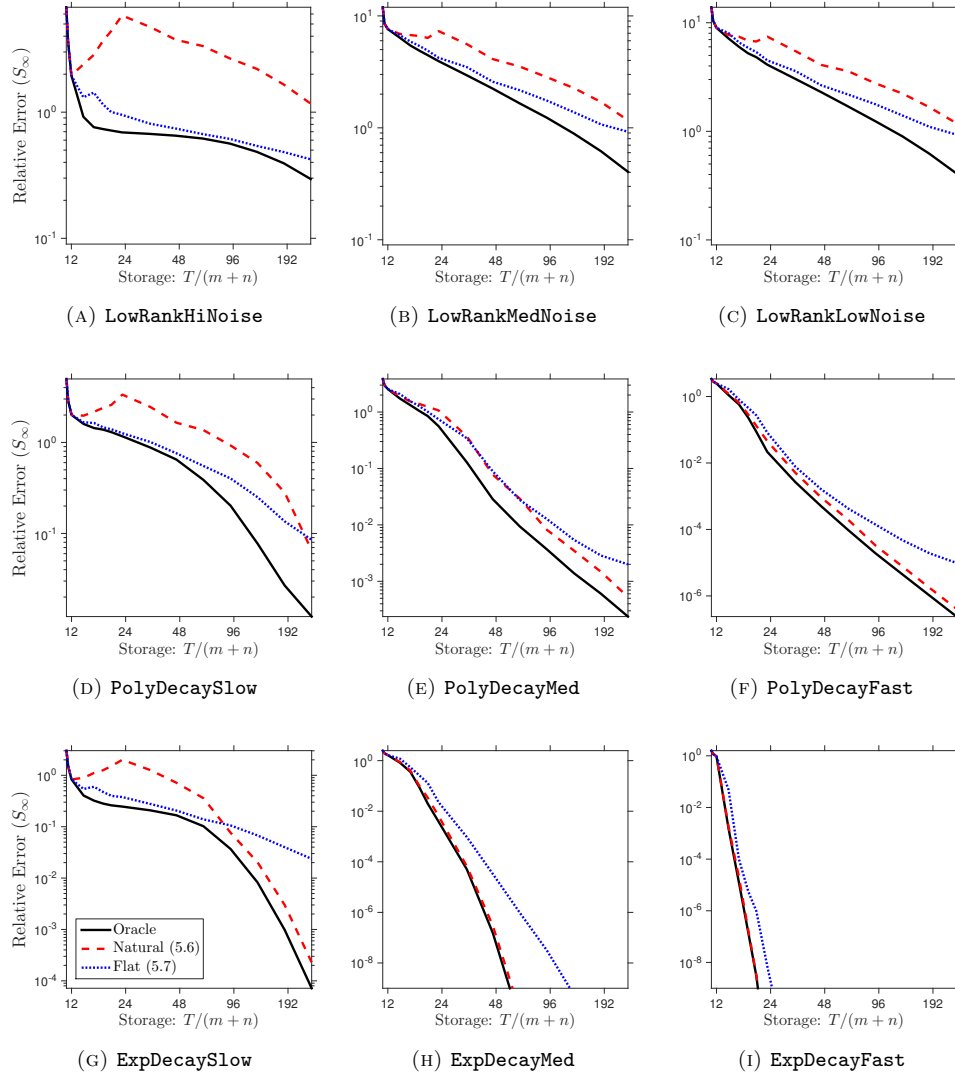 Relative Error (S∞)
10^0
10^-1
12 24 48 96 192
Storage: T/(m + n)
(A) LowRankHiNoise
10^1
10^0
10^-1
12 24 48 96 192
Storage: T/(m + n)
(B) LowRankMedNoise
10^1
10^0
10^-1
12 24 48 96 192
Storage: T/(m + n)
(C) LowRankLowNoise
Relative Error (S∞)
10^0
10^-1
12 24 48 96 192
Storage: T/(m + n)
(D) PolyDecaySlow
10^0
10^-1
10^-2
10^-3
12 24 48 96 192
Storage: T/(m + n)
(E) PolyDecayMed
10^0
10^-2
10^-4
10^-6
12 24 48 96 192
Storage: T/(m + n)
(F) PolyDecayFast
Relative Error (S∞)
10^0
10^-1
10^-2
10^-3
10^-4
Oracle
Natural (5.6)
Flat (5.7)
12 24 48 96 192
Storage: T/(m + n)
(G) ExpDecaySlow
10^0
10^-2
10^-4
10^-6
10^-8
12 24 48 96 192
Storage: T/(m + n)
(H) ExpDecayMed
10^0
10^-2
10^-4
10^-6
10^-8
12 24 48 96 192
Storage: T/(m + n)
(I) ExpDecayFast